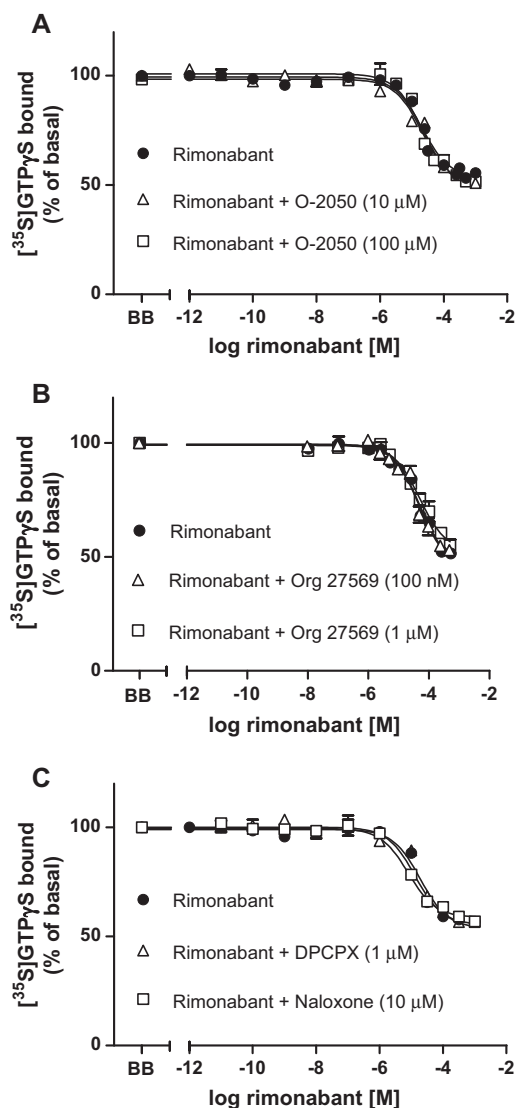 A
[³⁵S]GTPγS bound
(% of basal)
100
50
0
Rimonabant
Rimonabant + O-2050 (10 μM)
Rimonabant + O-2050 (100 μM)
BB
-12
-10
-8
-6
-4
-2
log rimonabant [M]
B
[³⁵S]GTPγS bound
(% of basal)
100
50
0
Rimonabant
Rimonabant + Org 27569 (100 nM)
Rimonabant + Org 27569 (1 μM)
BB
-12
-10
-8
-6
-4
-2
log rimonabant [M]
C
[³⁵S]GTPγS bound
(% of basal)
100
50
0
Rimonabant
Rimonabant + DPCPX (1 μM)
Rimonabant + Naloxone (10 μM)
BB
-12
-10
-8
-6
-4
-2
log rimonabant [M]